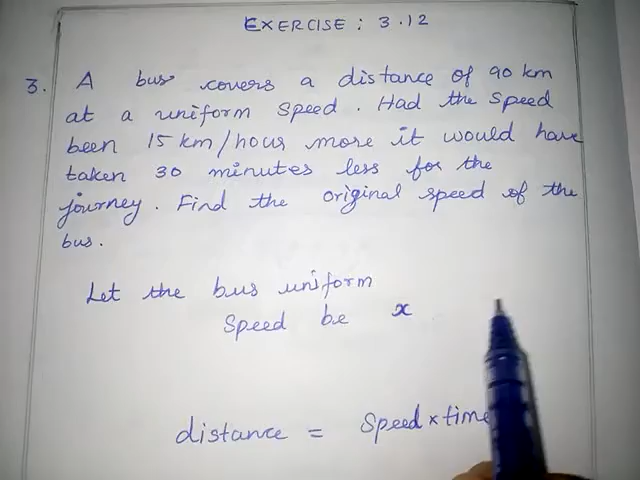 EXERCISE : 3.12
3. A bus covers a distance of 90 km
at a uniform speed. Had the speed
been 15 km/hour more it would have
taken 30 minutes less for the
journey. Find the original speed of the
bus.
Let the bus uniform
Speed be x
distance = Speed x time